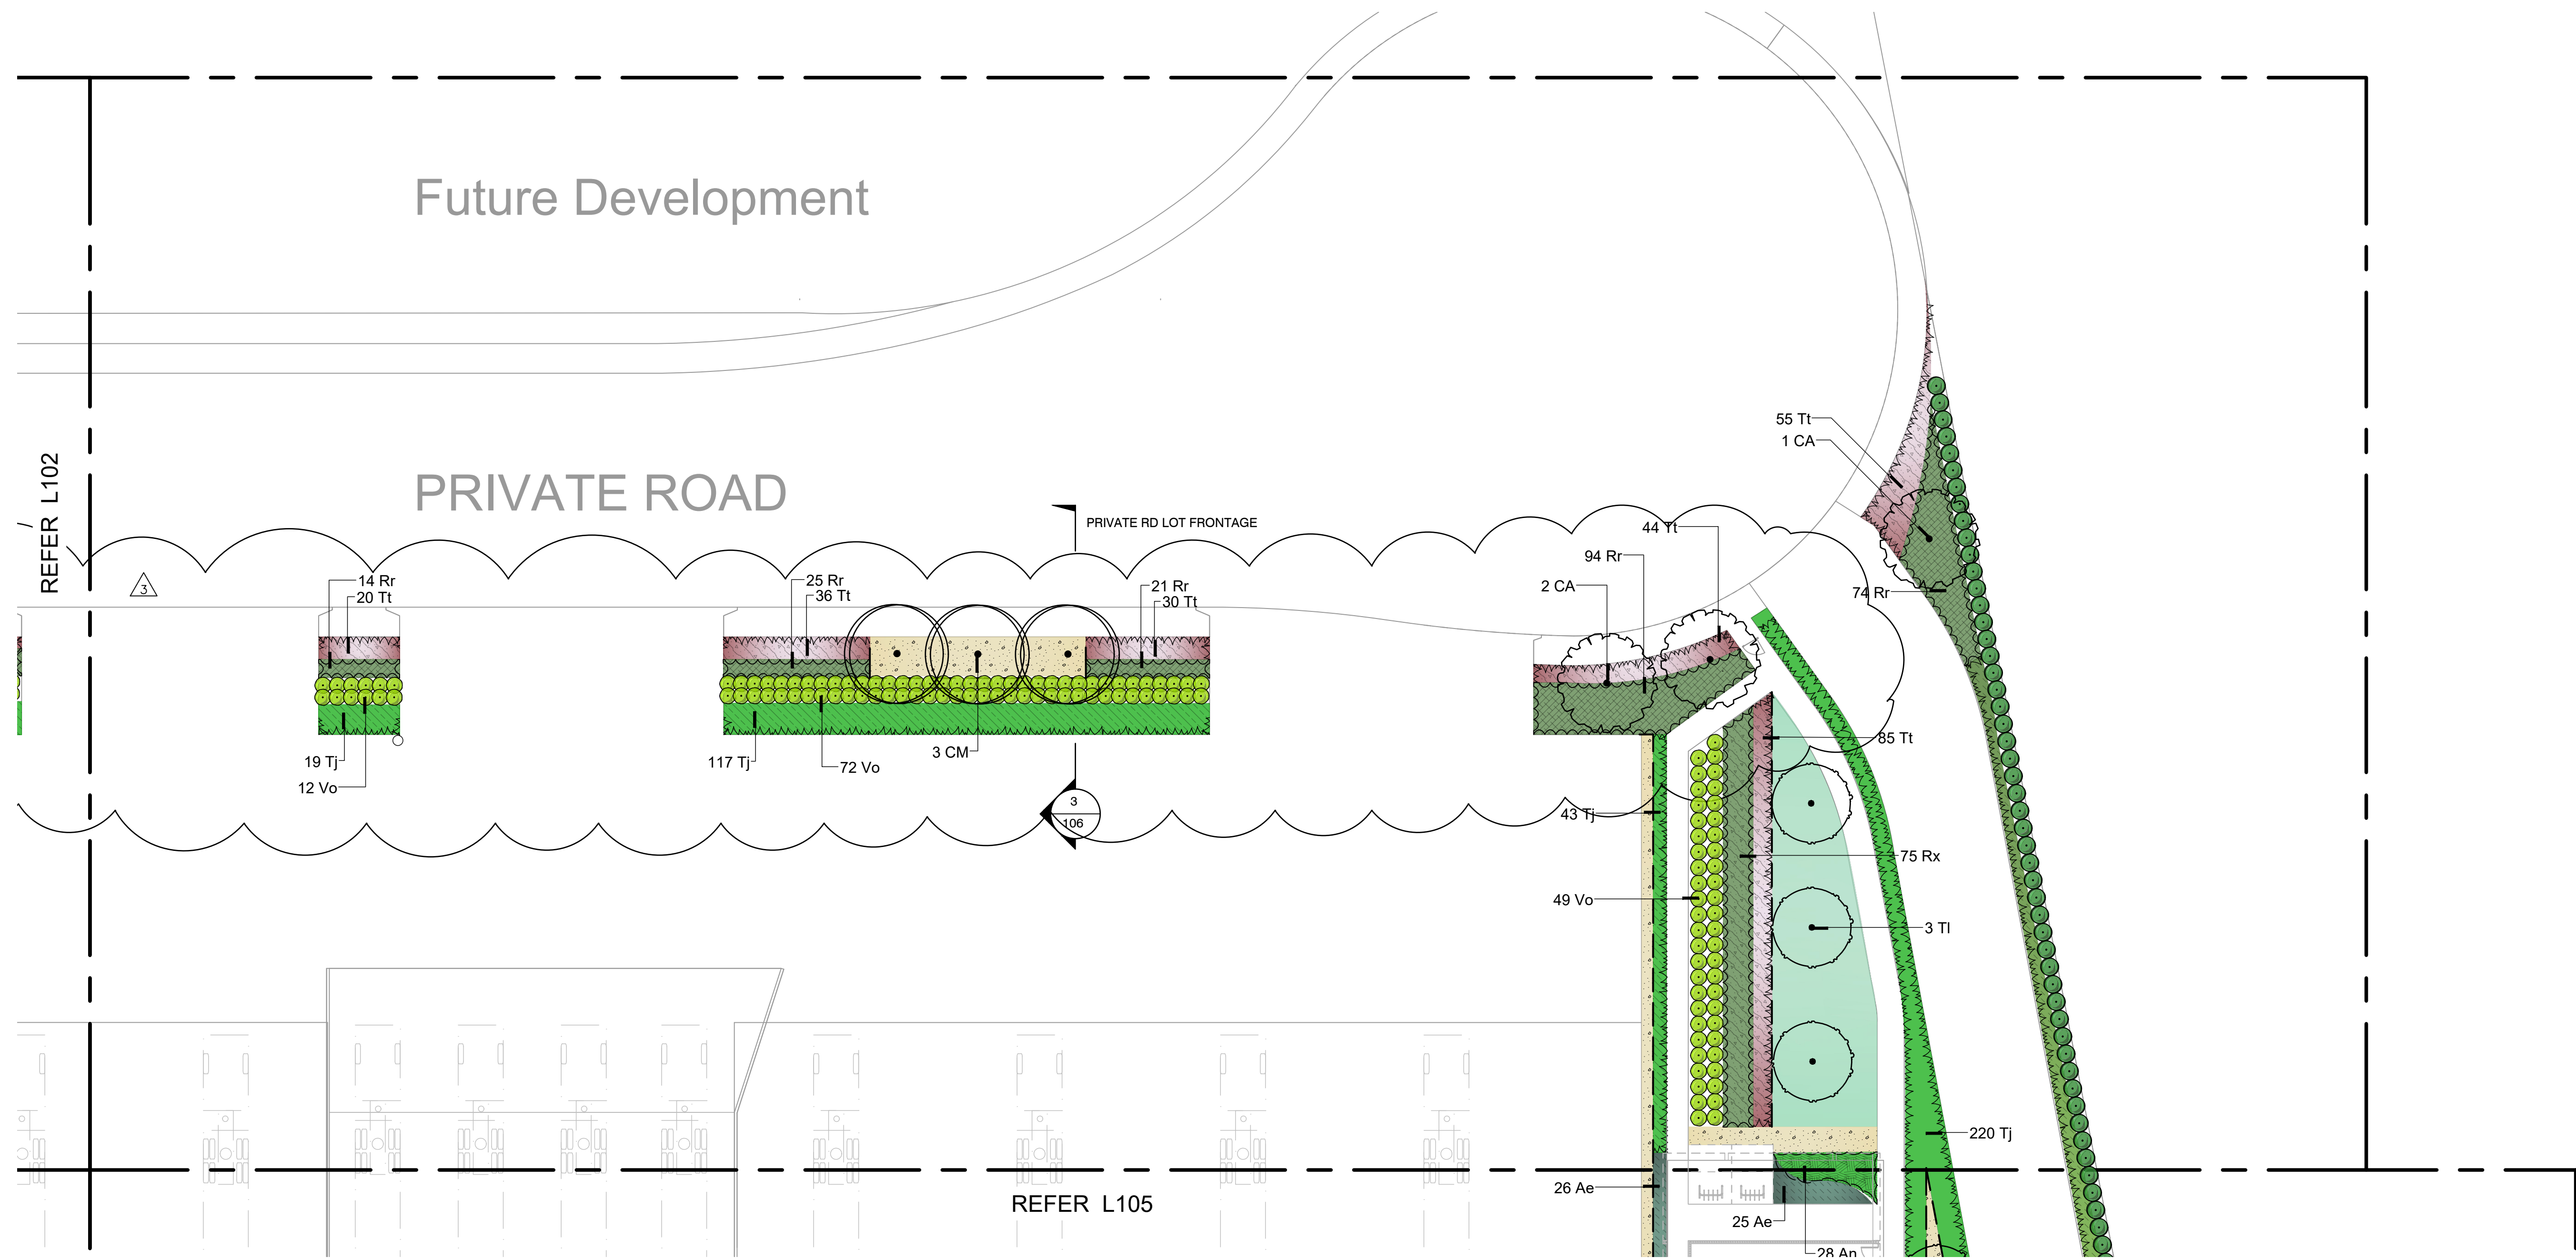 Future Development
REFER L102
PRIVATE ROAD
55 Tt
1 CA
PRIVATE RD LOT FRONTAGE
44 Tt
94 Rr
2 CA
74 Rr
3
14 Rr
20 Tt
25 Rr
36 Tt
21 Rr
30 Tt
19 Tj
12 Vo
117 Tj
72 Vo
3 CM
85 Tt
3
106
43 Tj
75 Rx
49 Vo
3 Tl
220 Tj
26 Ae
REFER L105
25 Ae
28 An